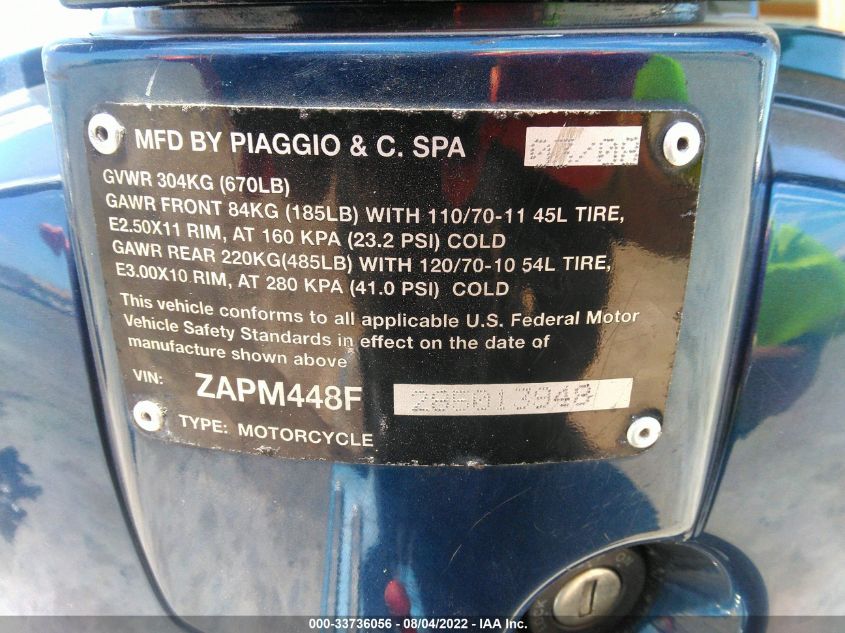 MFD BY PIAGGIO & C. SPA
GVWR 304KG (670LB)
GAWR FRONT 84KG (185LB) WITH 110/70-11 45L TIRE,
E2.50X11 RIM, AT 160 KPA (23.2 PSI) COLD
GAWR REAR 220KG(485LB) WITH 120/70-10 54L TIRE,
E3.00X10 RIM, AT 280 KPA (41.0 PSI) COLD
This vehicle conforms to all applicable U.S. Federal Motor
Vehicle Safety Standards in effect on the date of
manufacture shown above
VIN: ZAPM448F
TYPE: MOTORCYCLE
000-33736056 - 08/04/2022 - IAA Inc.